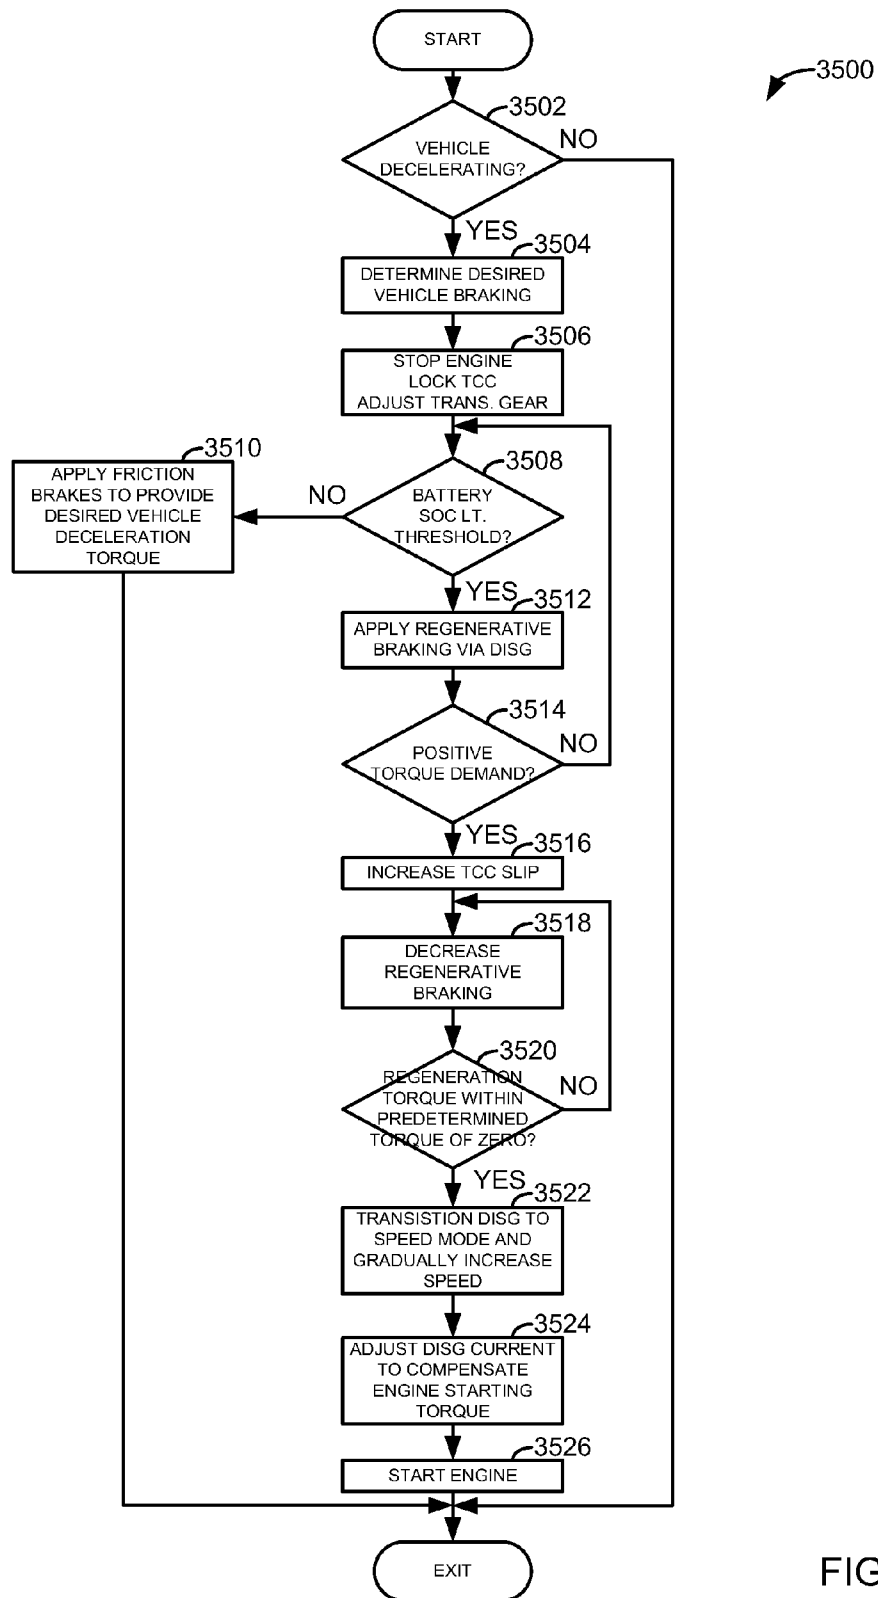 START
3500
3502
VEHICLE
DECELERATING?
NO
YES
3504
DETERMINE DESIRED
VEHICLE BRAKING
3506
STOP ENGINE
LOCK TCC
ADJUST TRANS. GEAR
3510
APPLY FRICTION
BRAKES TO PROVIDE
DESIRED VEHICLE
DECELERATION
TORQUE
NO
3508
BATTERY
SOC LT.
THRESHOLD?
YES
3512
APPLY REGENERATIVE
BRAKING VIA DISG
3514
POSITIVE
TORQUE DEMAND?
NO
YES
3516
INCREASE TCC SLIP
3518
DECREASE
REGENERATIVE
BRAKING
3520
REGENERATION
TORQUE WITHIN
PREDETERMINED
TORQUE OF ZERO?
NO
YES
3522
TRANSISTION DISG TO
SPEED MODE AND
GRADUALLY INCREASE
SPEED
3524
ADJUST DISG CURRENT
TO COMPENSATE
ENGINE STARTING
TORQUE
3526
START ENGINE
EXIT
FIG